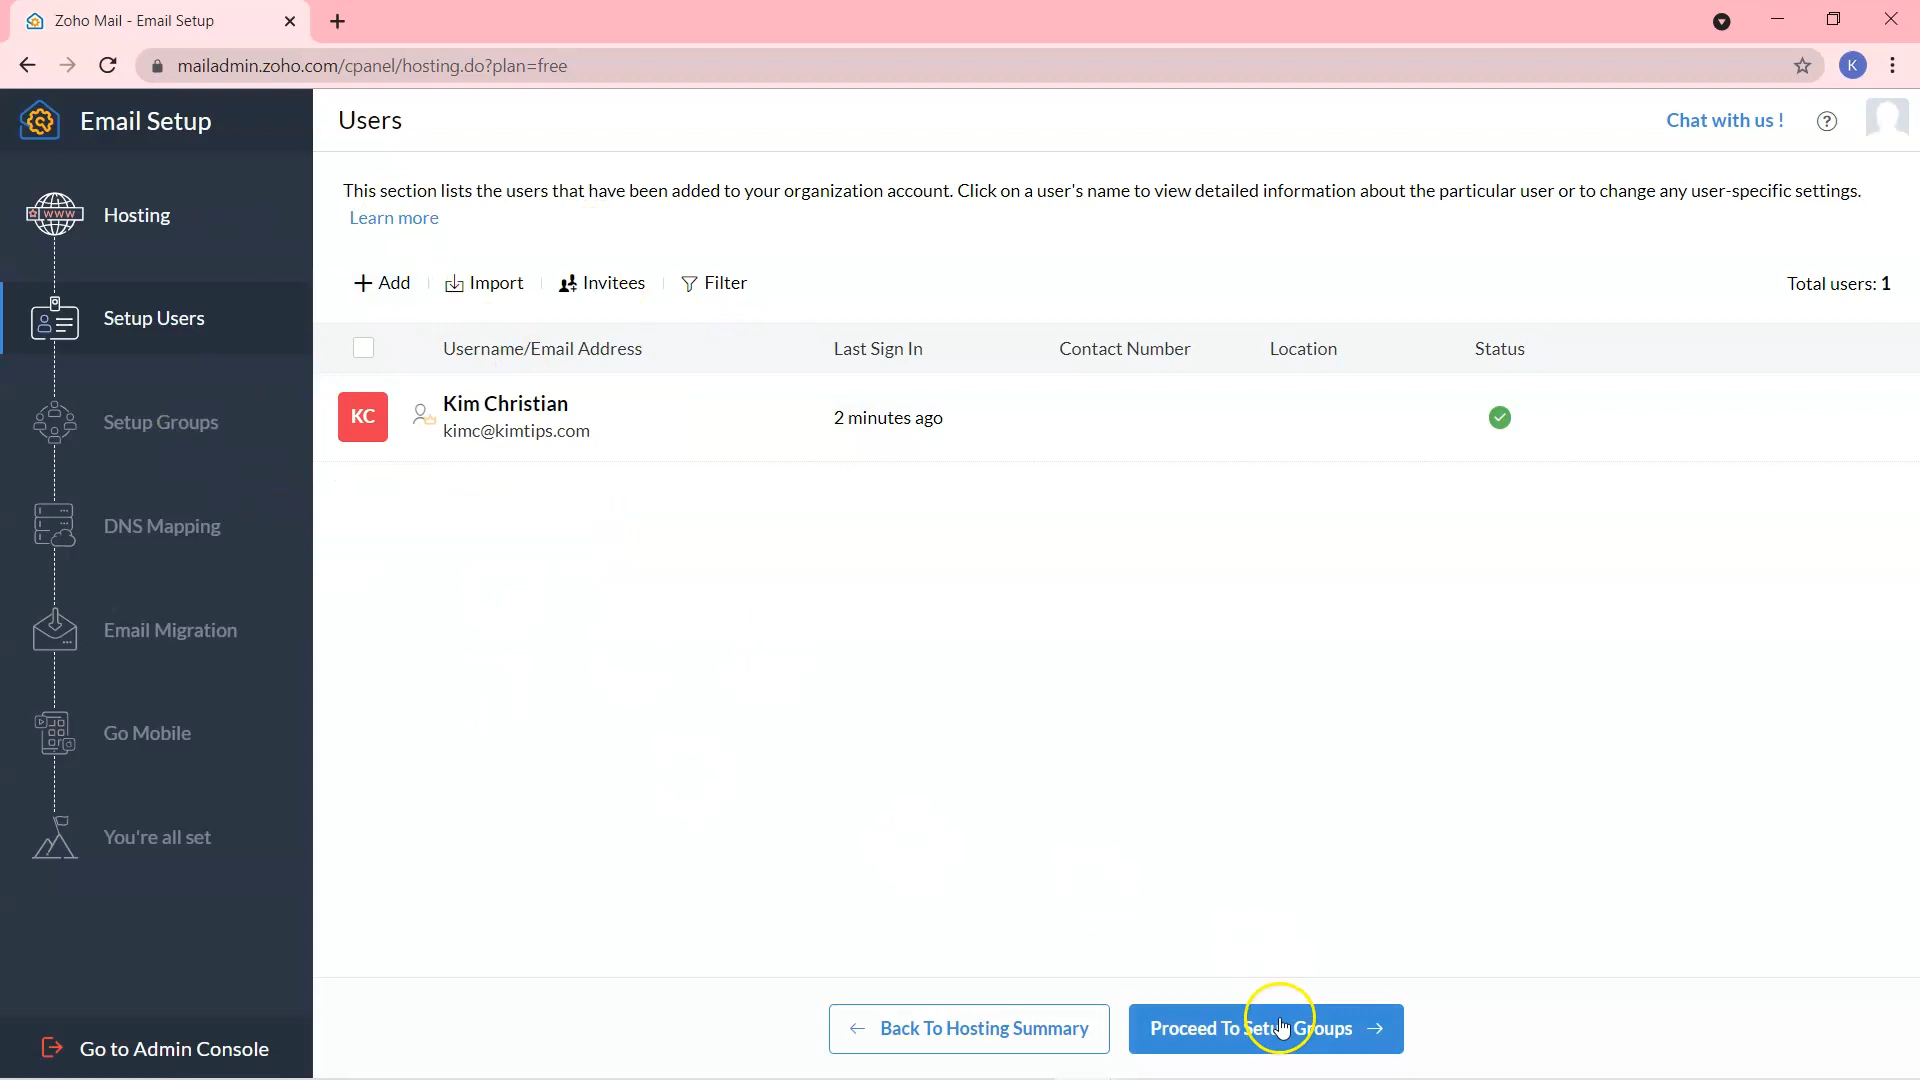 Zoho Mail - Email Setup
mailadmin.zoho.com/cpanel/hosting.do?plan=free
K
Email Setup
Users
Chat with us !
?
WWW
Hosting
This section lists the users that have been added to your organization account. Click on a user's name to view detailed information about the particular user or to change any user-specific settings.
Learn more
Add
Import
Invitees
Filter
Total users: 1
Setup Users
Username/Email Address
Last Sign In
Contact Number
Location
Status
KC
Kim Christian
kimc@kimtips.com
2 minutes ago
Setup Groups
DNS Mapping
Email Migration
Go Mobile
You're all set
Back To Hosting Summary
Proceed To Setup Groups
Go to Admin Console